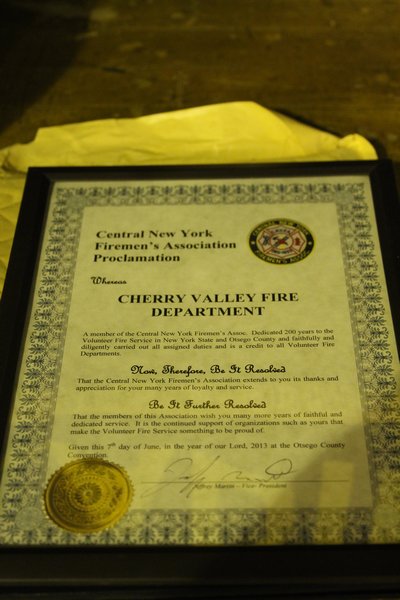 Central New York
Firemen's Association
Proclamation
CENTRAL NEW YORK
FIREMEN'S ASSN.
Whereas
CHERRY VALLEY FIRE
DEPARTMENT
A member of the Central New York Firemen's Assoc. Dedicated 200 years to the
Volunteer Fire Service in New York State and Otsego County and faithfully and
diligently carried out all assigned duties and is a credit to all Volunteer Fire
Departments.
Now, Therefore, Be It Resolved
That the Central New York Firemen's Association extends to you its thanks and
appreciation for your many years of loyalty and service.
Be It Further Resolved
That the members of this Association wish you many more years of faithful and
dedicated service. It is the continued support of organizations such as yours that
make the Volunteer Fire Service something to be proud of.
Given this 7th day of June, in the year of our Lord, 2013 at the Otsego County
Convention.
Jeffrey Martin – Vice- President